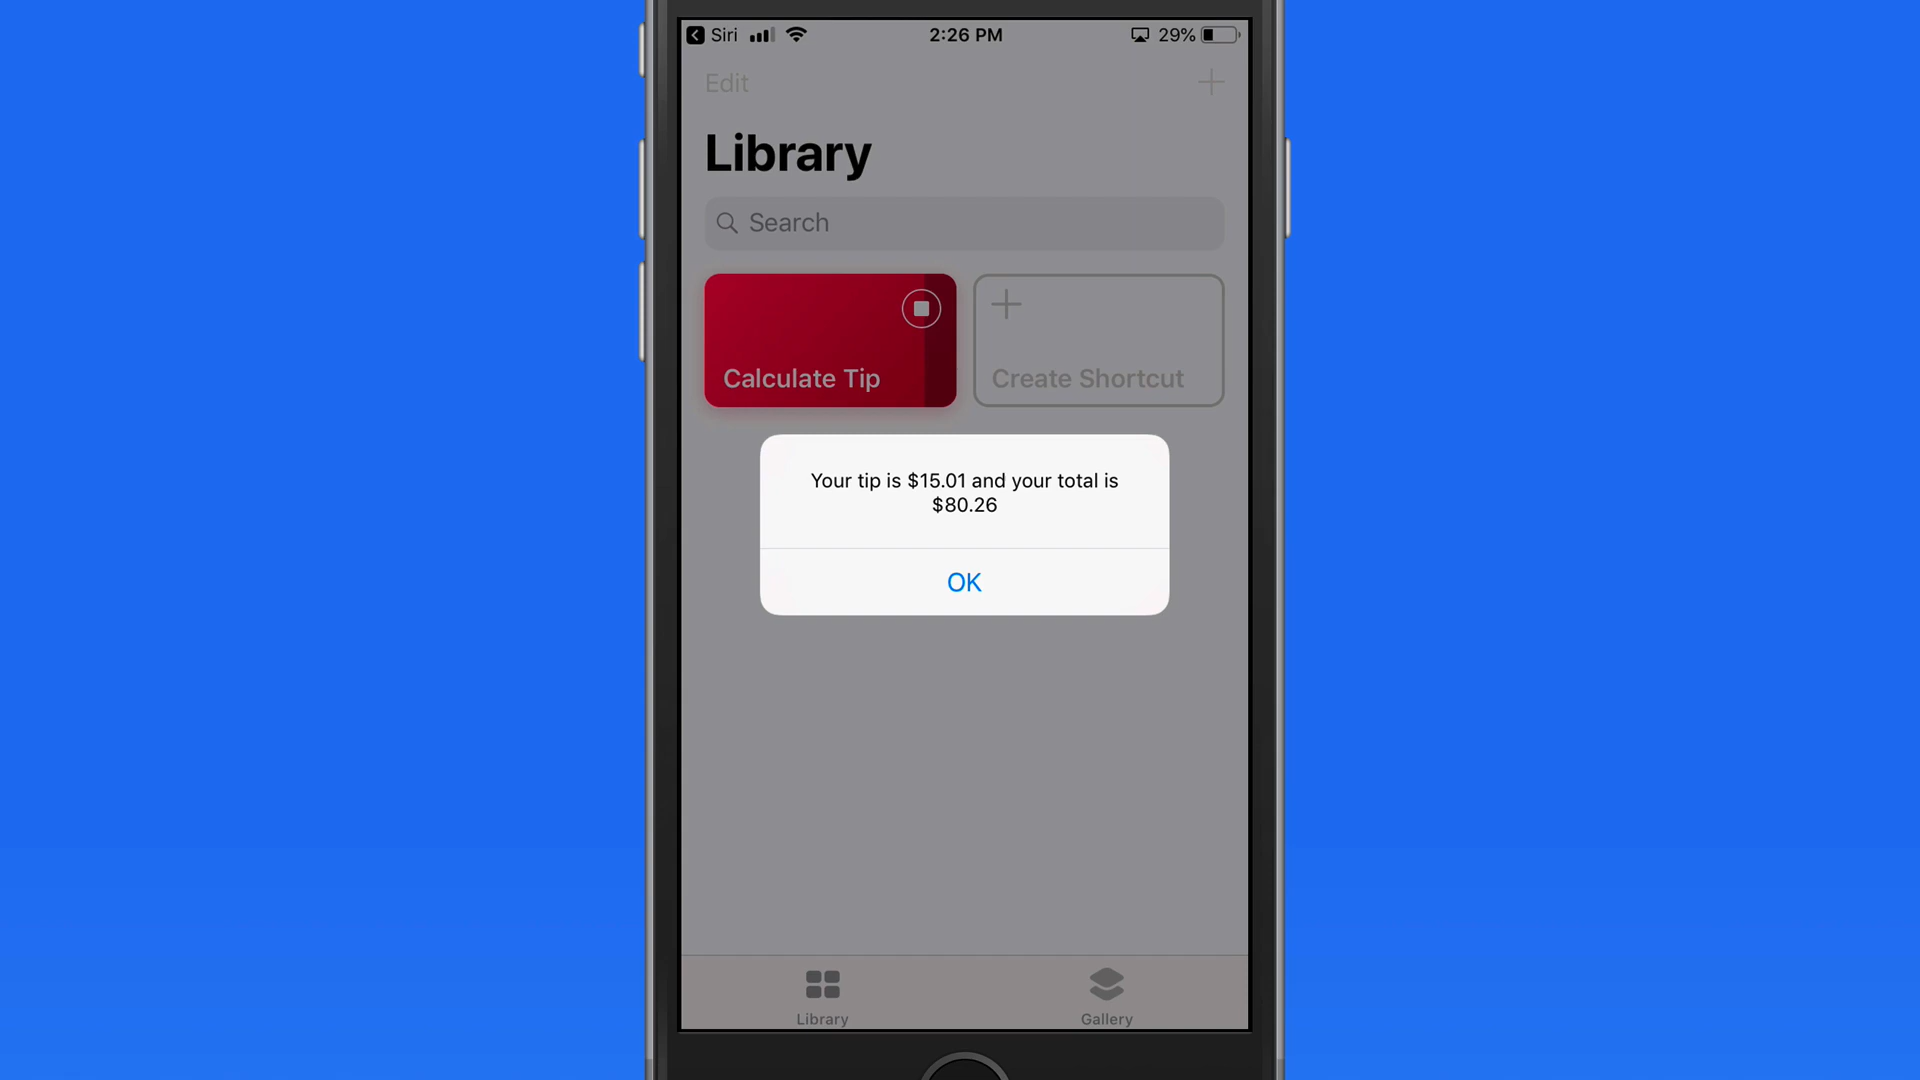 Siri 2:26 PM 29%
Edit
Library
Search
Calculate Tip
Create Shortcut
Your tip is $15.01 and your total is
$80.26
OK
Library
Gallery